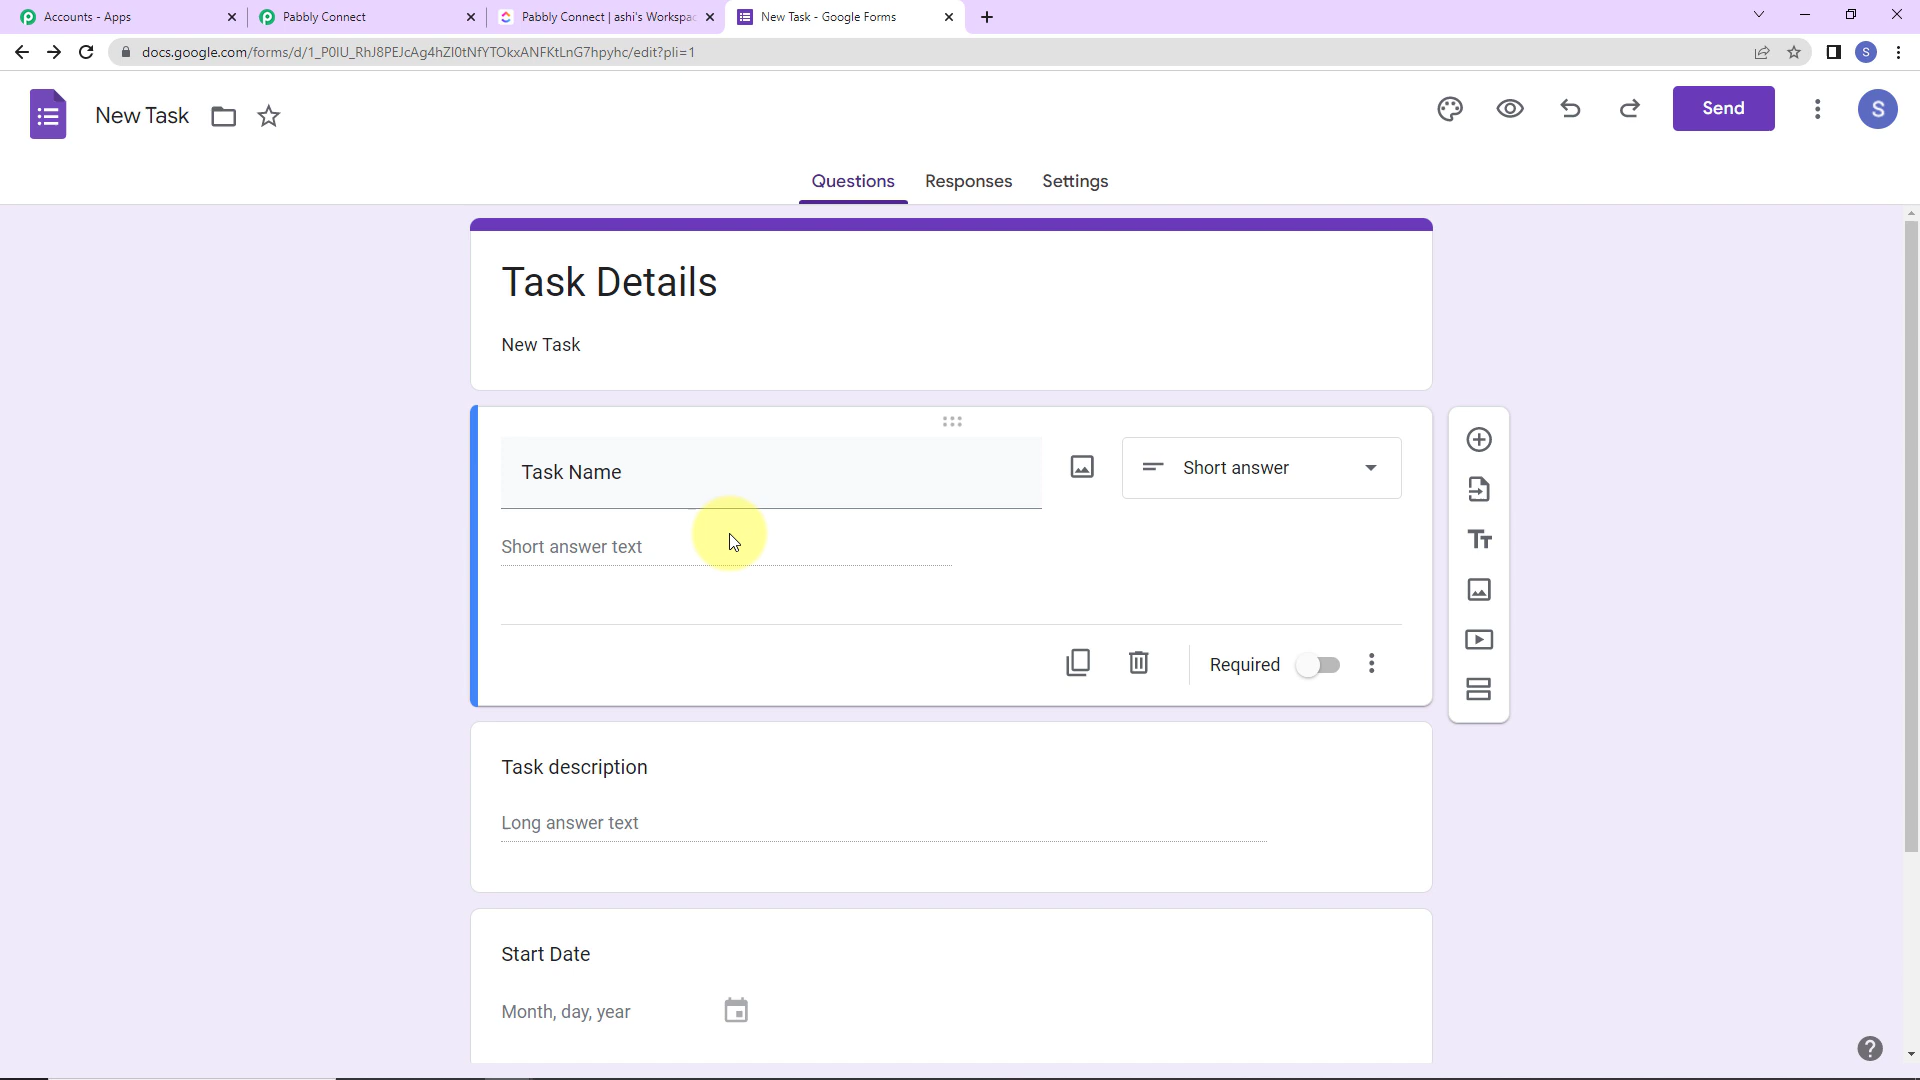 Accounts - Apps
Pabbly Connect
Pabbly Connect | ashi's Workspac
New Task - Google Forms
docs.google.com/forms/d/1_P0IU_RhJ8PEJcAg4hZI0tNfYTOkxANFKtLnG7hpyhc/edit?pli=1
S
New Task
Send
S
Questions
Responses
Settings
Task Details
New Task
Task Name
Short answer
Short answer text
Required
Task description
Long answer text
Start Date
Month, day, year